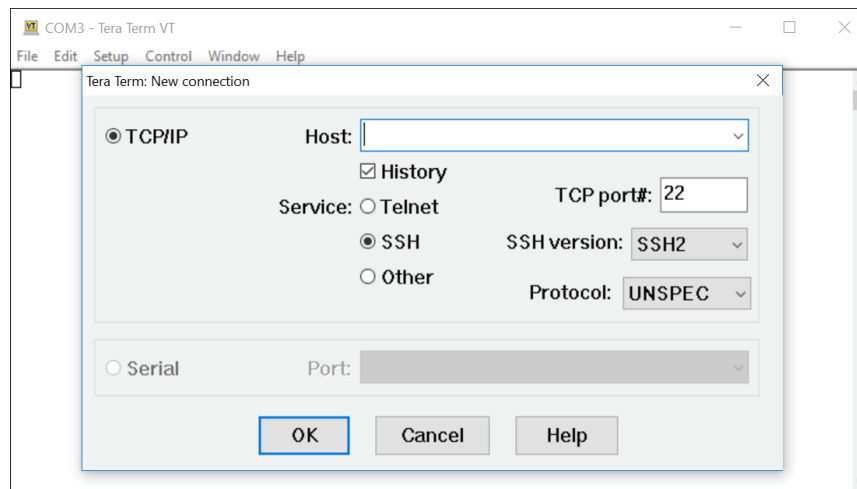 COM3 - Tera Term VT
File Edit Setup Control Window Help
Tera Term: New connection
TCP/IP Host:
History
TCP port#: 22
Service: Telnet
SSH SSH version: SSH2
Other
Protocol: UNSPEC
Serial Port:
OK Cancel Help